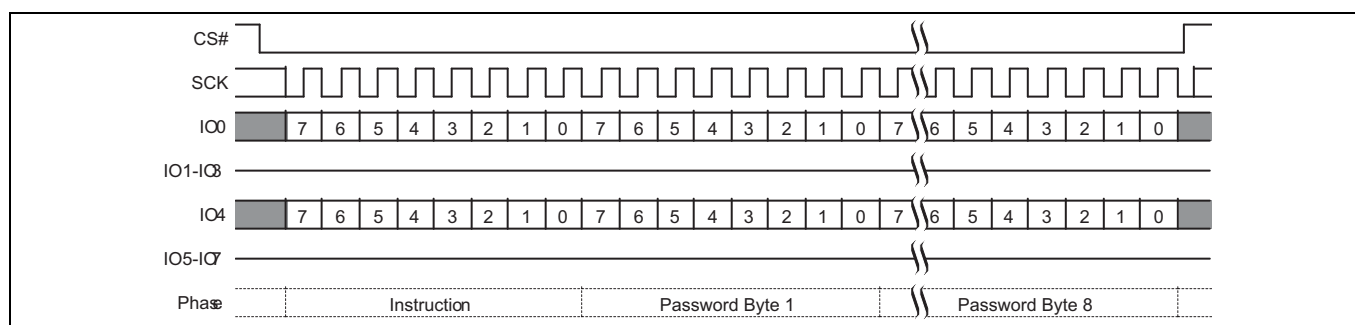 CS#
SCK
IO0 7 6 5 4 3 2 1 0 7 6 5 4 3 2 1 0 7 6 5 4 3 2 1 0
IO1-IO3
IO4 7 6 5 4 3 2 1 0 7 6 5 4 3 2 1 0 7 6 5 4 3 2 1 0
IO5-IO7
Phase Instruction Password Byte 1 Password Byte 8